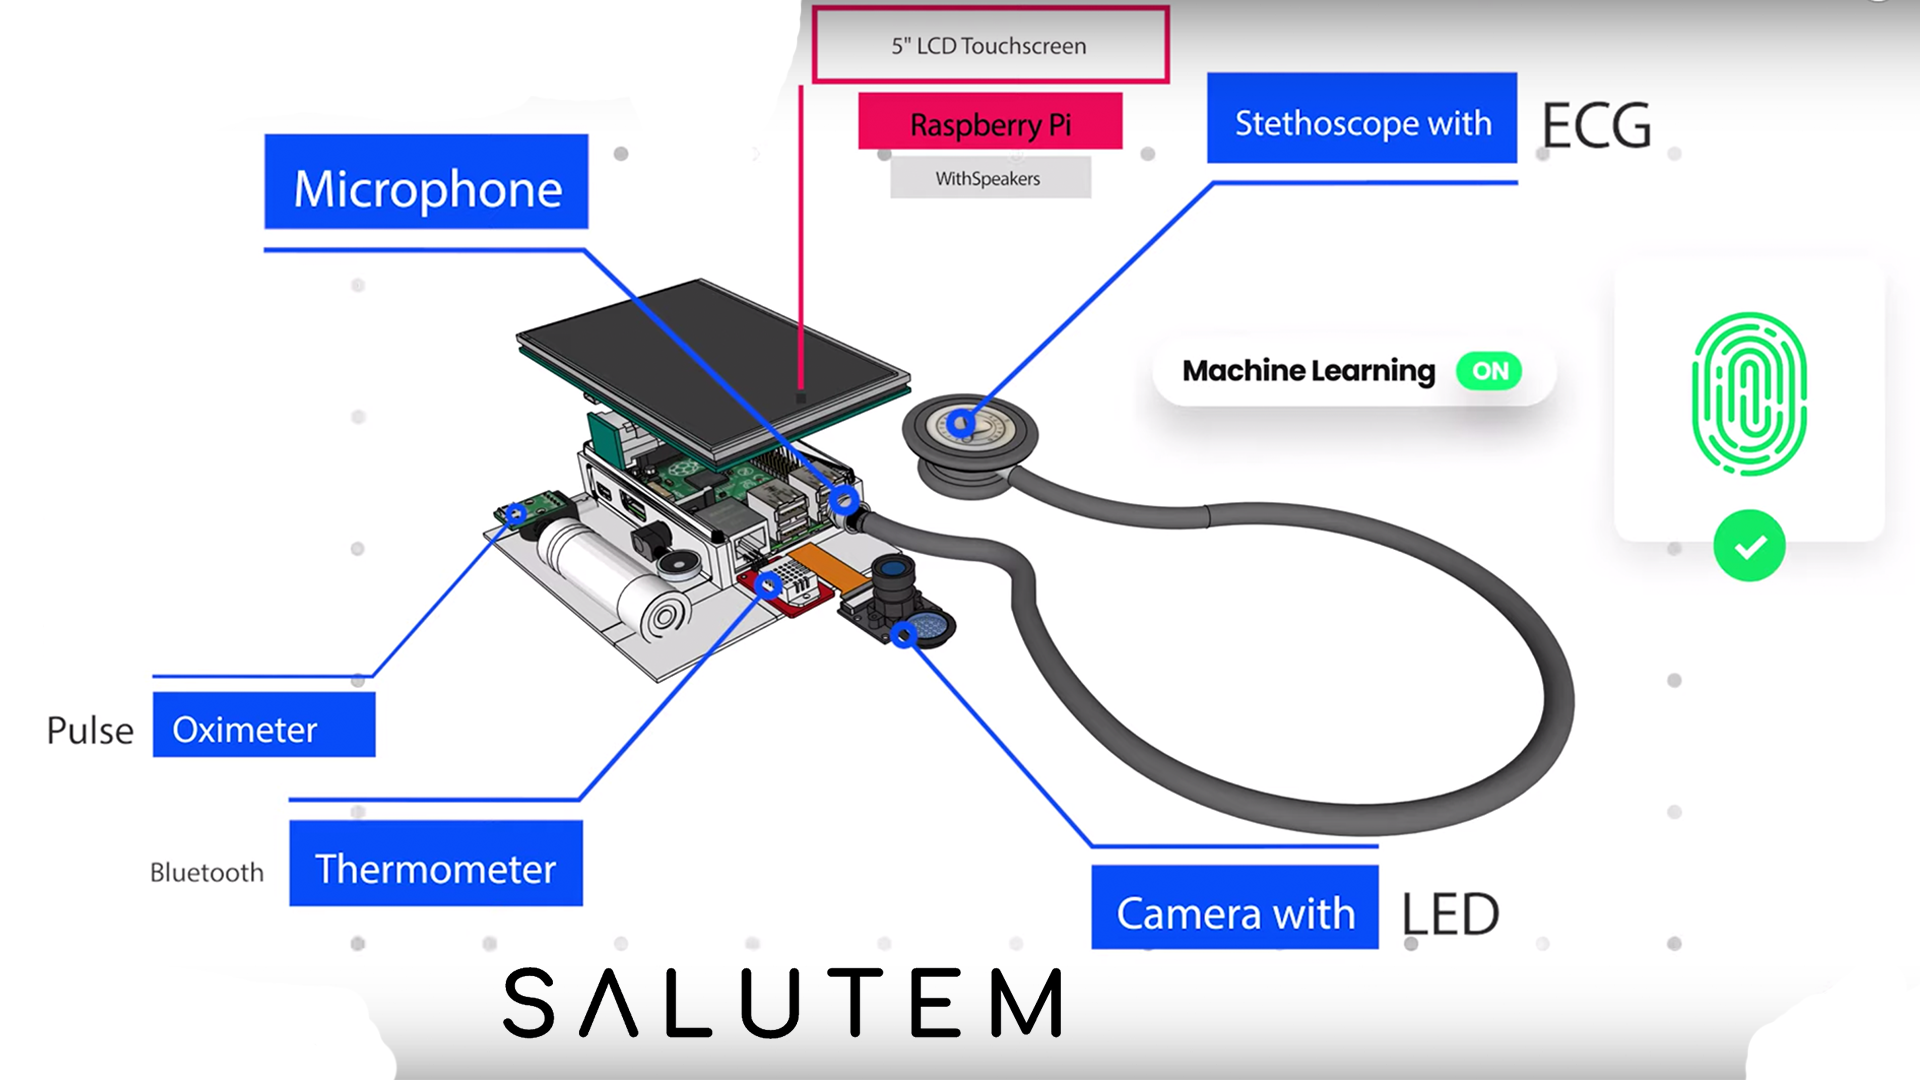 5" LCD Touchscreen
Raspberry Pi
WithSpeakers
Stethoscope with ECG
Microphone
Machine Learning ON
Pulse Oximeter
Bluetooth Thermometer
Camera with LED
SALUTEM